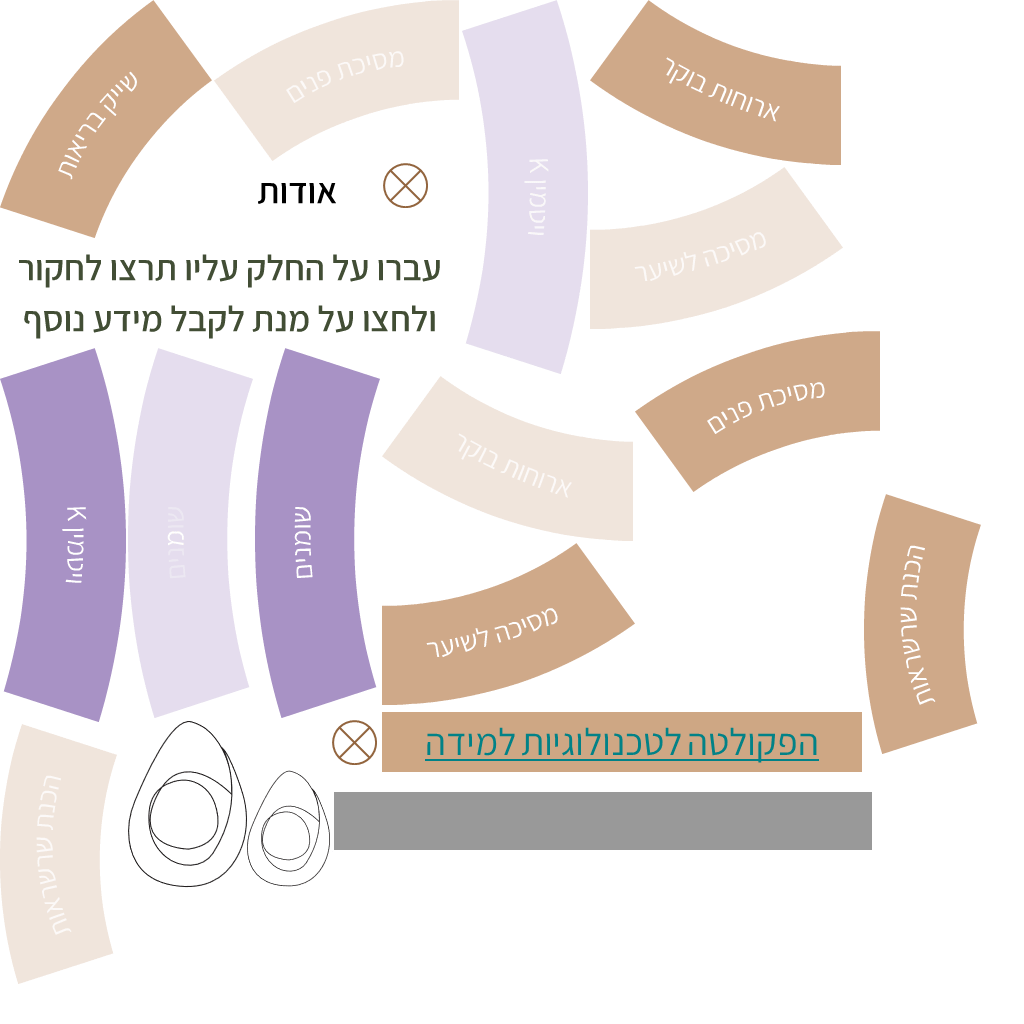 שייק בריאות
מסיכת פנים
ויטמין K
ארוחות בוקר
אודות
מסיכה לשיער
עברו על החלק עליו תרצו לחקור
ולחצו על מנת לקבל מידע נוסף
ויטמין K
שומנים
שומנים
ארוחות בוקר
מסיכת פנים
מסיכה לשיער
הכנת שרשראות
הפקולטה לטכנולוגיות למידה
הכנת שרשראות